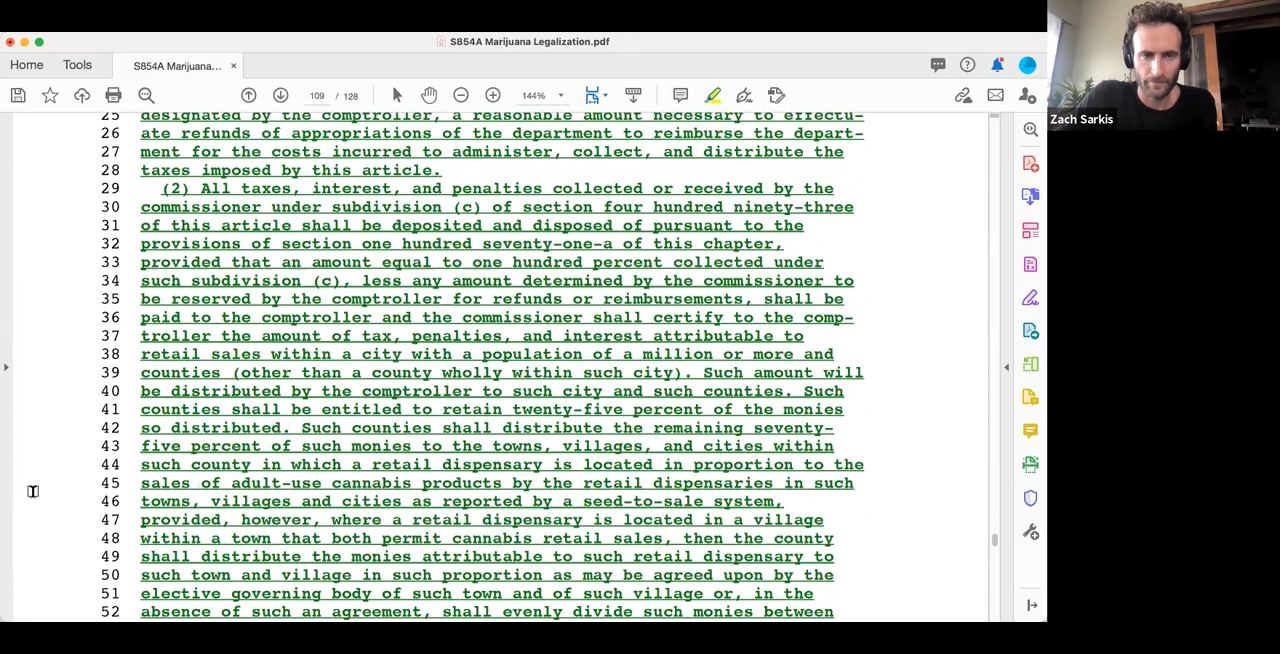 S854A Marijuana Legalization.pdf
Home
Tools
S854A Marijuana...
109 / 128
144%
25 designated by the comptroller, a reasonable amount necessary to effectu-
26 ate refunds of appropriations of the department to reimburse the depart-
27 ment for the costs incurred to administer, collect, and distribute the
28 taxes imposed by this article.
29 (2) All taxes, interest, and penalties collected or received by the
30 commissioner under subdivision (c) of section four hundred ninety-three
31 of this article shall be deposited and disposed of pursuant to the
32 provisions of section one hundred seventy-one-a of this chapter,
33 provided that an amount equal to one hundred percent collected under
34 such subdivision (c), less any amount determined by the commissioner to
35 be reserved by the comptroller for refunds or reimbursements, shall be
36 paid to the comptroller and the commissioner shall certify to the comp-
37 troller the amount of tax, penalties, and interest attributable to
38 retail sales within a city with a population of a million or more and
39 counties (other than a county wholly within such city). Such amount will
40 be distributed by the comptroller to such city and such counties. Such
41 counties shall be entitled to retain twenty-five percent of the monies
42 so distributed. Such counties shall distribute the remaining seventy-
43 five percent of such monies to the towns, villages, and cities within
44 such county in which a retail dispensary is located in proportion to the
45 sales of adult-use cannabis products by the retail dispensaries in such
46 towns, villages and cities as reported by a seed-to-sale system,
47 provided, however, where a retail dispensary is located in a village
48 within a town that both permit cannabis retail sales, then the county
49 shall distribute the monies attributable to such retail dispensary to
50 such town and village in such proportion as may be agreed upon by the
51 elective governing body of such town and of such village or, in the
52 absence of such an agreement, shall evenly divide such monies between
Zach Sarkis